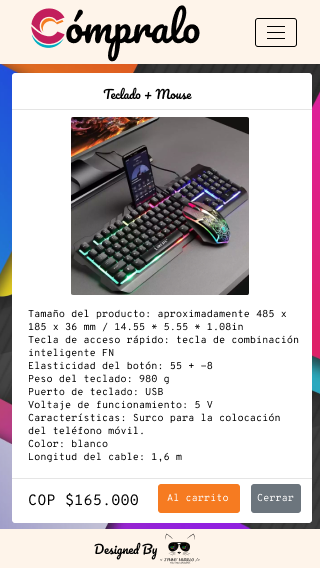 Cómpralo
Teclado + Mouse
Tamaño del producto: aproximadamente 485 x
185 x 36 mm / 14.55 * 5.55 * 1.08in
Tecla de acceso rápido: tecla de combinación
inteligente FN
Elasticidad del botón: 55 + -8
Peso del teclado: 980 g
Puerto de teclado: USB
Voltaje de funcionamiento: 5 V
Características: Surco para la colocación
del teléfono móvil.
Color: blanco
Longitud del cable: 1,6 m
COP $165.000
Al carrito
Cerrar
Designed By